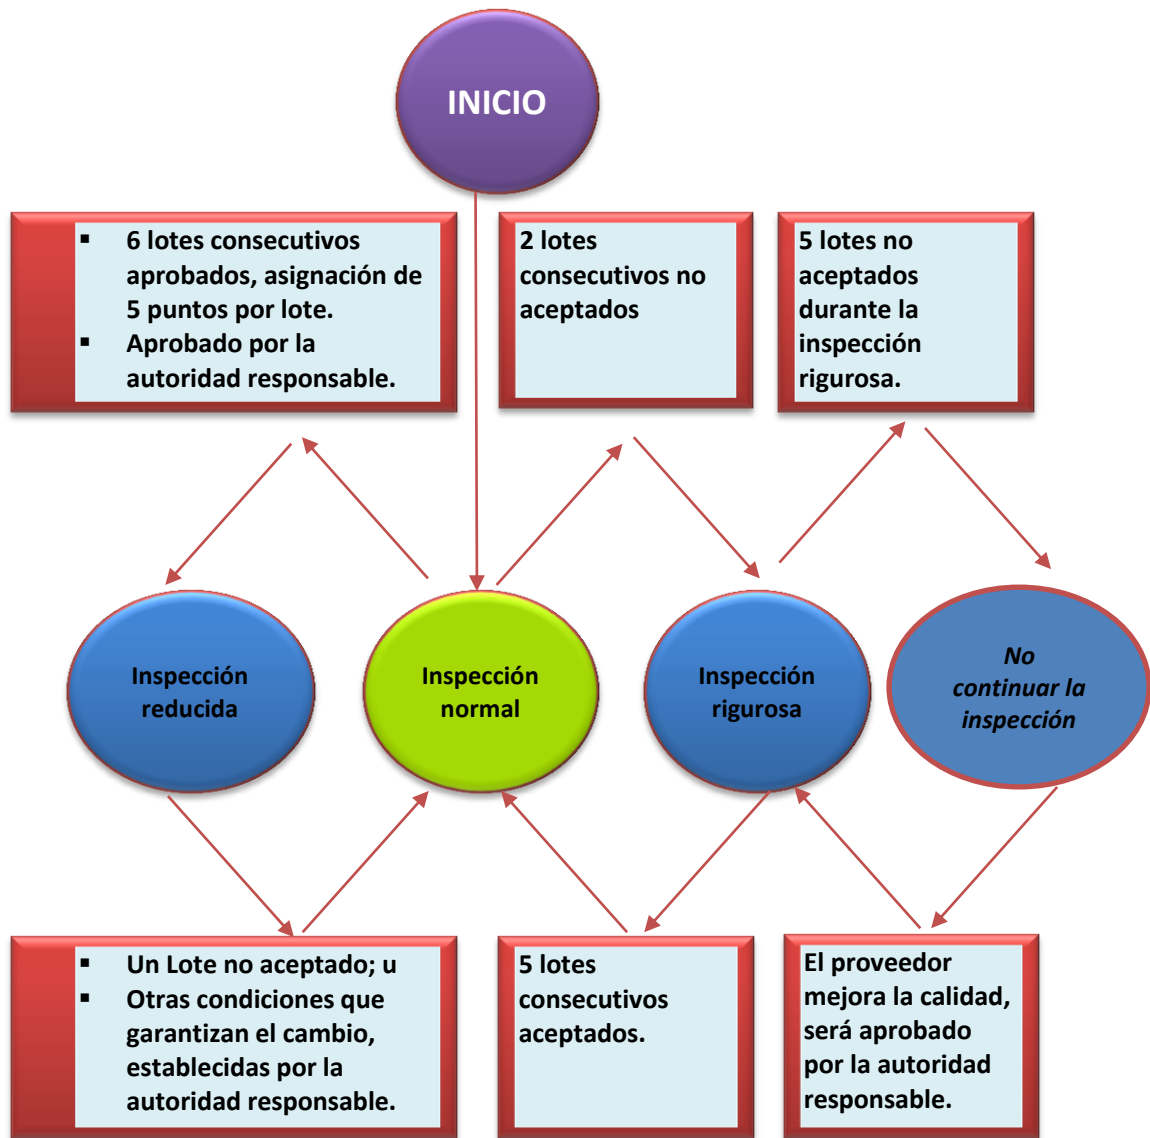 INICIO
▪ 6 lotes consecutivos
aprobados, asignación de
5 puntos por lote.
▪ Aprobado por la
autoridad responsable.
2 lotes
consecutivos no
aceptados
5 lotes no
aceptados
durante la
inspección
rigurosa.
Inspección
reducida
Inspección
normal
Inspección
rigurosa
No
continuar la
inspección
▪ Un Lote no aceptado; u
▪ Otras condiciones que
garantizan el cambio,
establecidas por la
autoridad responsable.
5 lotes
consecutivos
aceptados.
El proveedor
mejora la calidad,
será aprobado
por la autoridad
responsable.